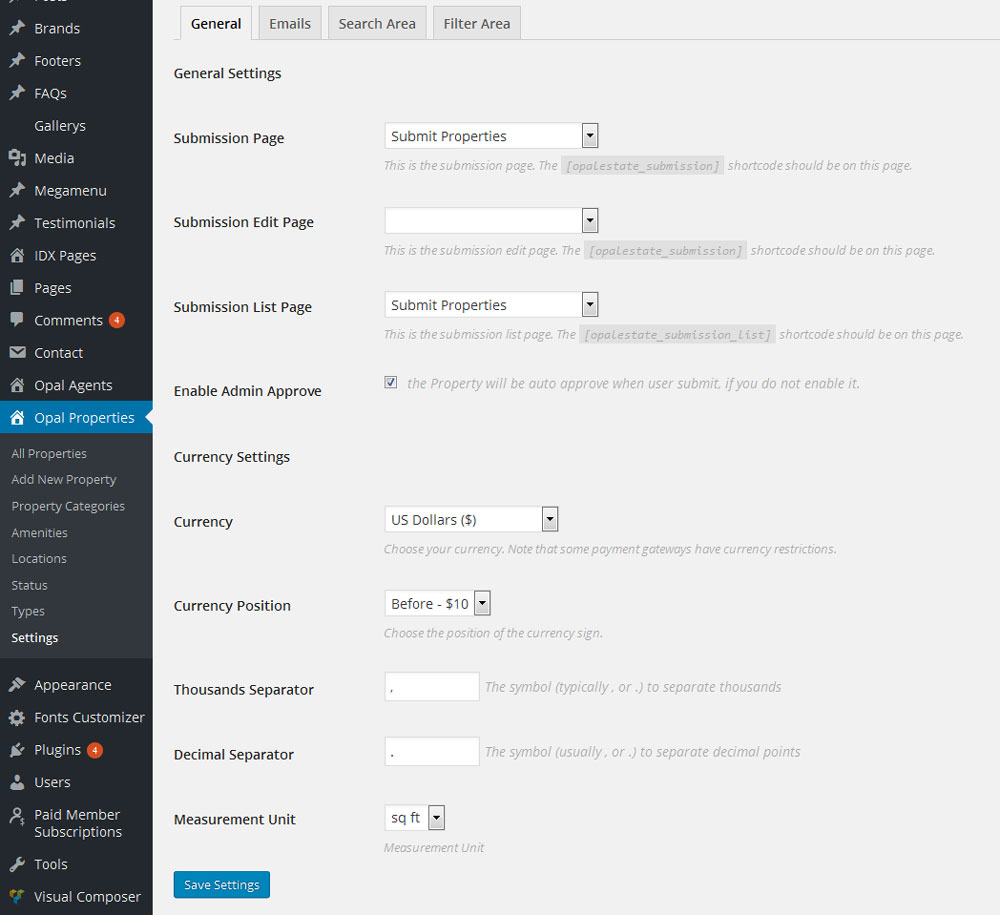 Brands
Footers
FAQs
Gallerys
Media
Megamenu
Testimonials
IDX Pages
Pages
Comments 4
Contact
Opal Agents
Opal Properties
All Properties
Add New Property
Property Categories
Amenities
Locations
Status
Types
Settings
Appearance
Fonts Customizer
Plugins 4
Users
Paid Member
Subscriptions
Tools
Visual Composer
General Emails Search Area Filter Area
General Settings
Submission Page Submit Properties
This is the submission page. The [opalestate_submission] shortcode should be on this page.
Submission Edit Page
This is the submission edit page. The [opalestate_submission] shortcode should be on this page.
Submission List Page Submit Properties
This is the submission list page. The [opalestate_submission_list] shortcode should be on this page.
Enable Admin Approve the Property will be auto approve when user submit, if you do not enable it.
Currency Settings
Currency US Dollars ($)
Choose your currency. Note that some payment gateways have currency restrictions.
Currency Position Before - $10
Choose the position of the currency sign.
Thousands Separator , The symbol (typically , or .) to separate thousands
Decimal Separator . The symbol (usually , or .) to separate decimal points
Measurement Unit sq ft
Measurement Unit
Save Settings